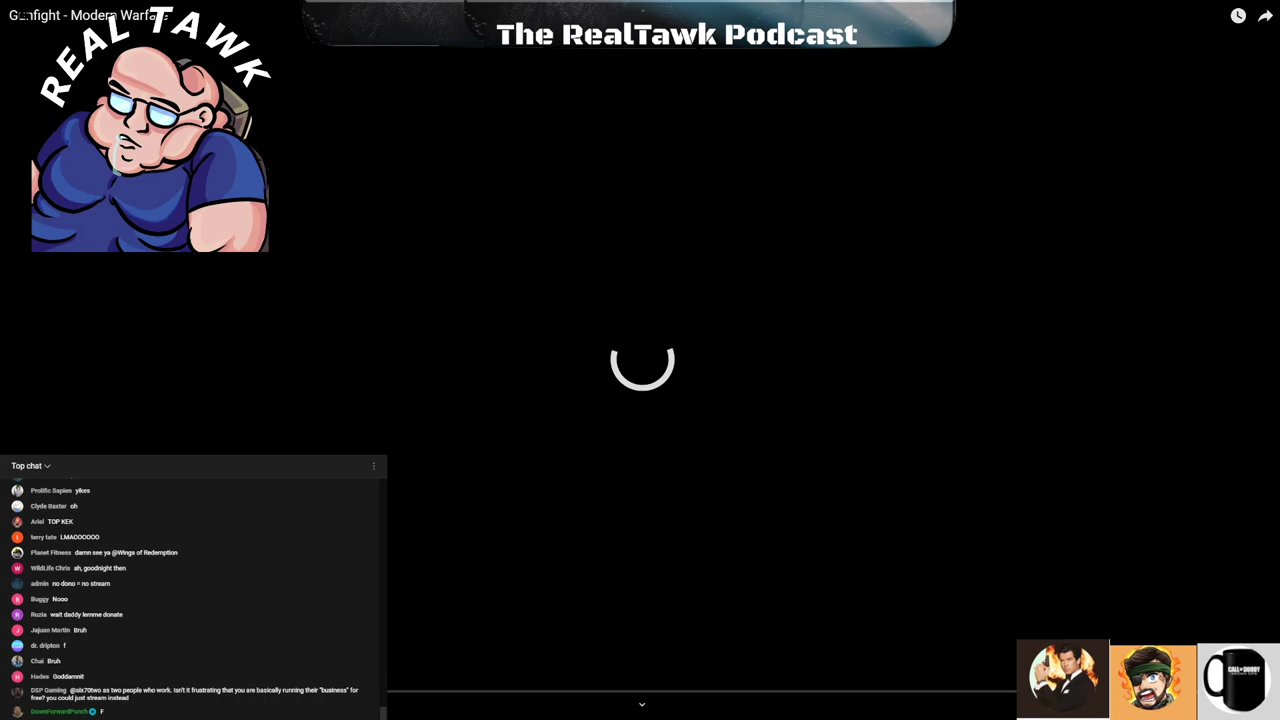 Gunfight - Modern Warfare
REAL TAWK
The RealTawk Podcast
Top chat
Prolific Sapien yikes
Clyde Baxter oh
Ariel TOP KEK
terry tate LMAOOOOOO
Planet Fitness damn see ya @Wings of Redemption
WildLife Chris ah, goodnight then
admin no dono = no stream
Buggy Nooo
Ruzia wait daddy lemme donate
Jajuan Martin Bruh
dr. dripton f
Chai Bruh
Hades Goddamnit
DSP Gaming @six70two as two people who work. Isn't it frustrating that you are basically running their "business" for
free? you could just stream instead
DownForwardPunch F
CALL OF DOODY